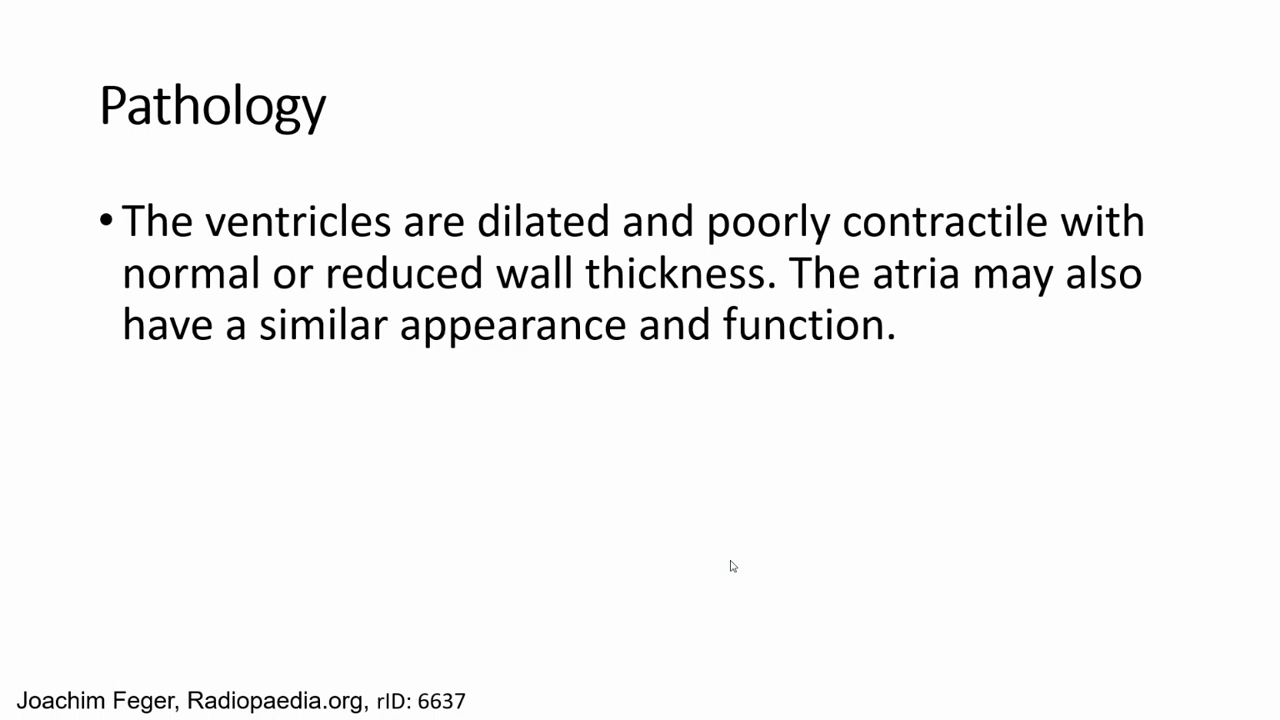 Pathology
•The ventricles are dilated and poorly contractile with
normal or reduced wall thickness. The atria may also
have a similar appearance and function.
Joachim Feger, Radiopaedia.org, rID: 6637